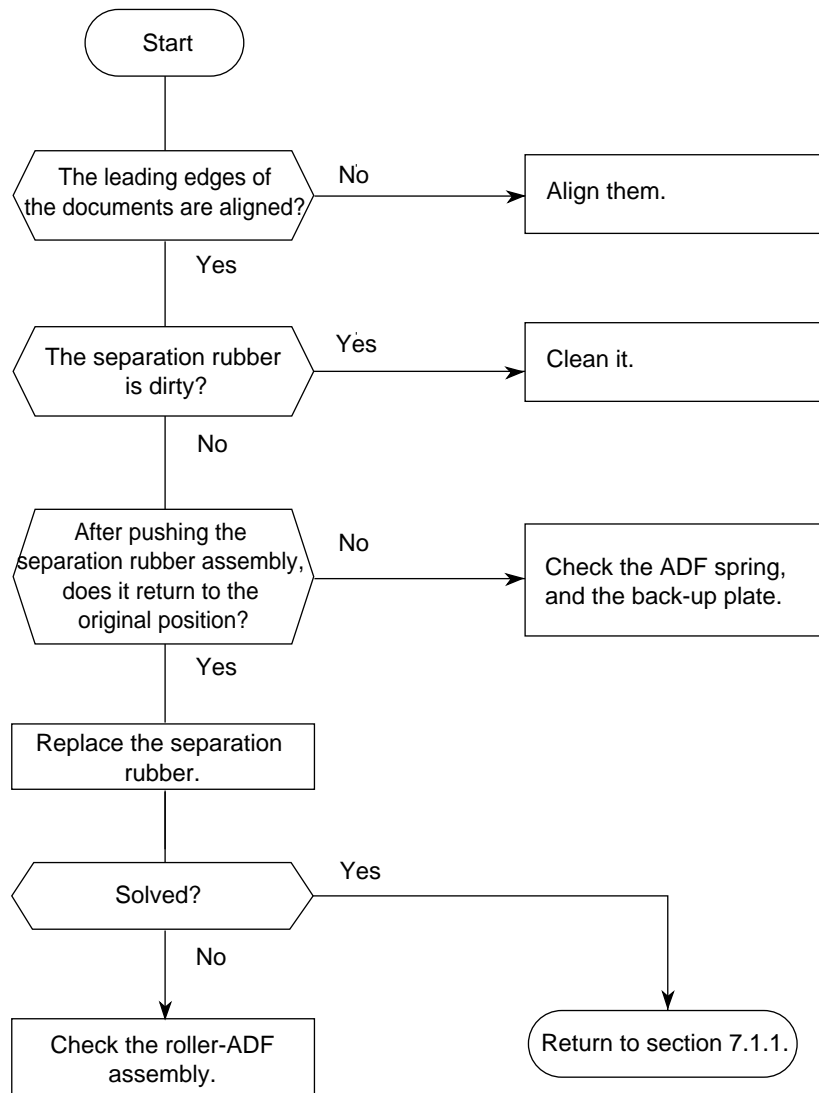 Start
The leading edges of
the documents are aligned?
No
Align them.
Yes
The separation rubber
is dirty?
Yes
Clean it.
No
After pushing the
separation rubber assembly,
does it return to the
original position?
No
Check the ADF spring,
and the back-up plate.
Yes
Replace the separation
rubber.
Solved?
Yes
No
Check the roller-ADF
assembly.
Return to section 7.1.1.